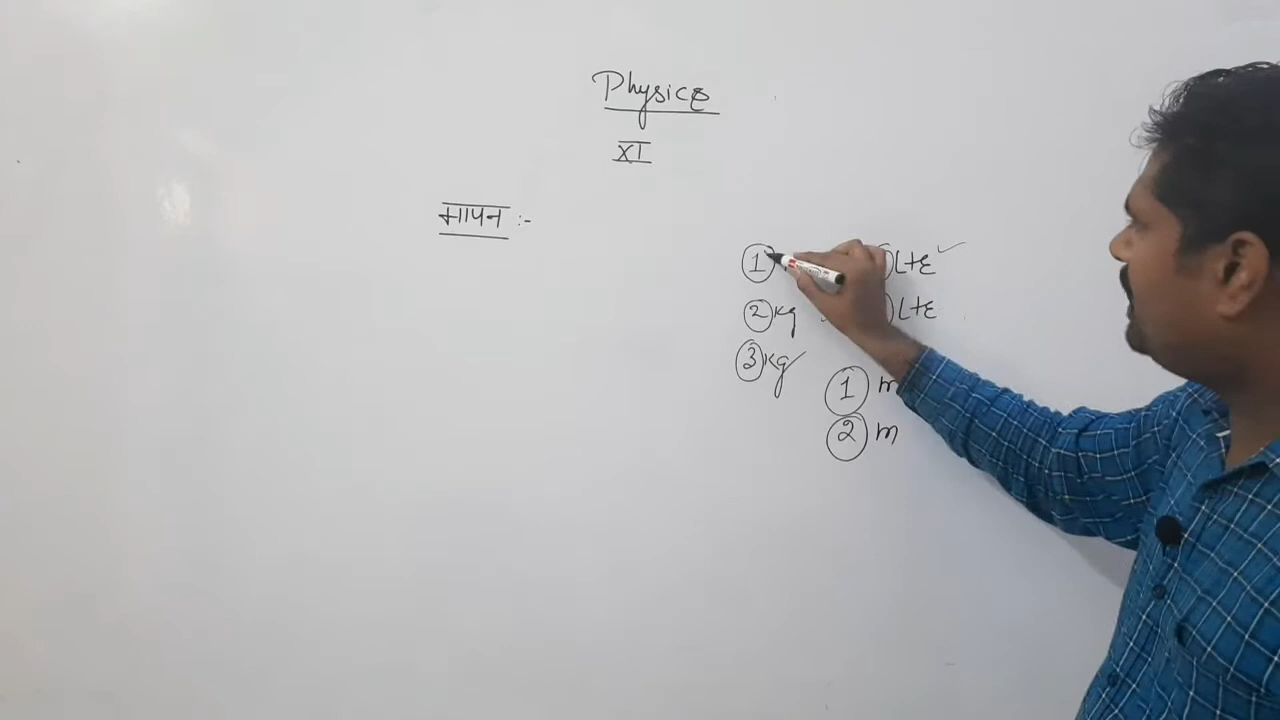 Physics
XI
मापन :-
1 Ltr
2 kg Ltr
3 kg
1 m
2 m